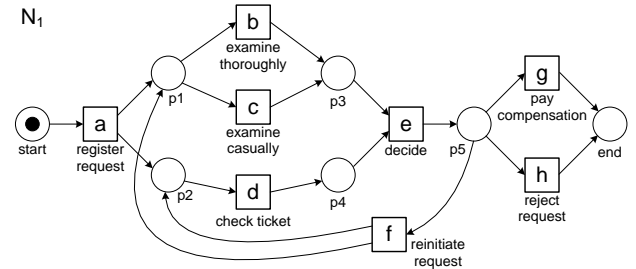 N1
b
examine
thoroughly
p1
c
examine
casually
p3
start
a
register
request
e
decide
p5
g
pay
compensation
end
p2
d
check ticket
p4
h
reject
request
f
reinitiate
request